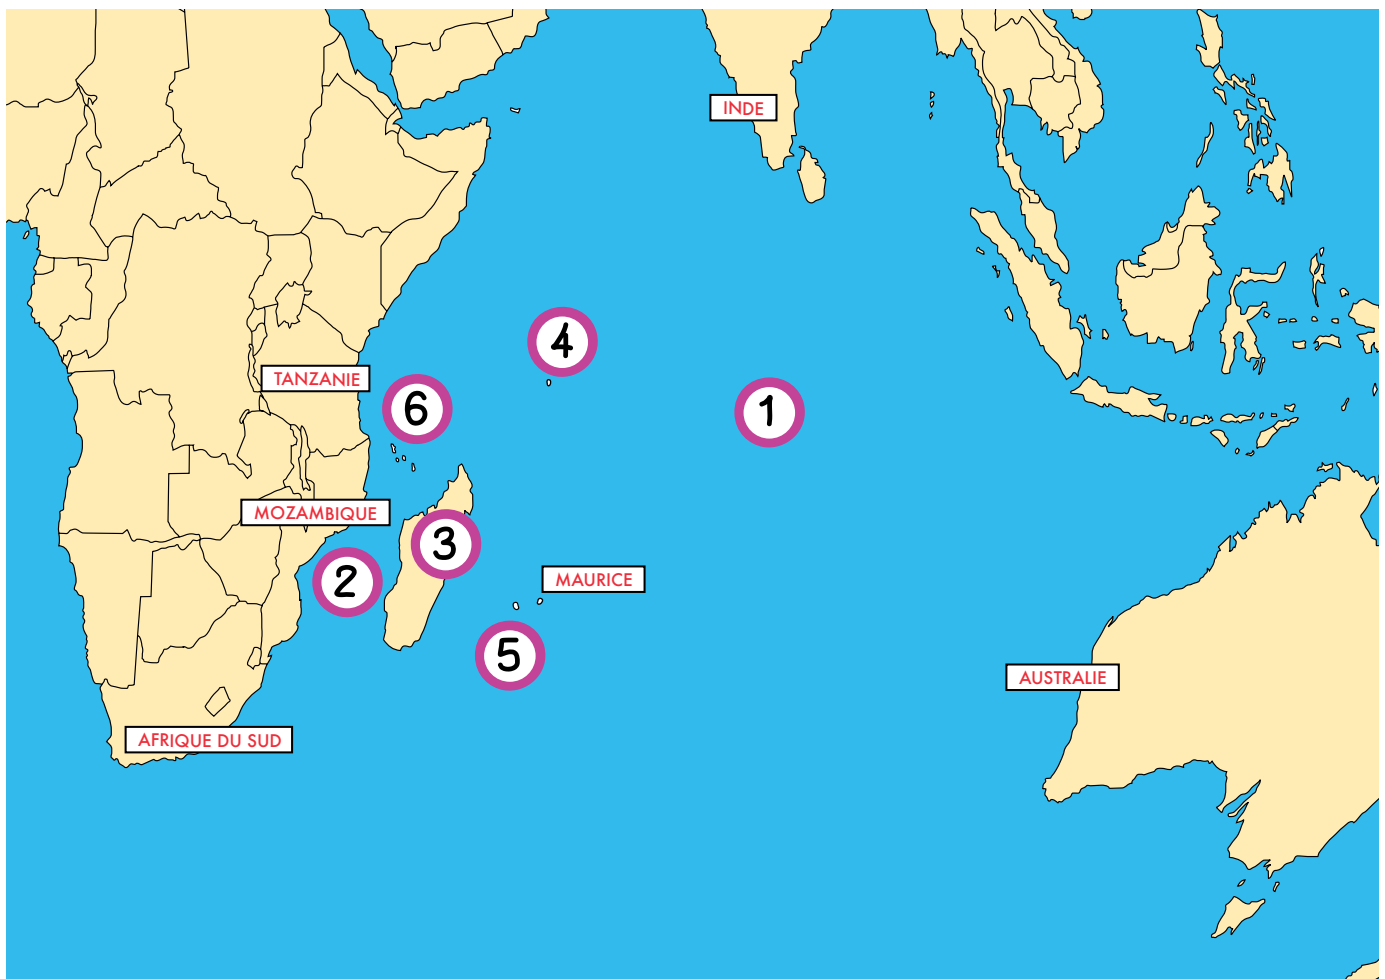 INDE
4
TANZANIE
6
1
MOZAMBIQUE
3
2
MAURICE
5
AUSTRALIE
AFRIQUE DU SUD